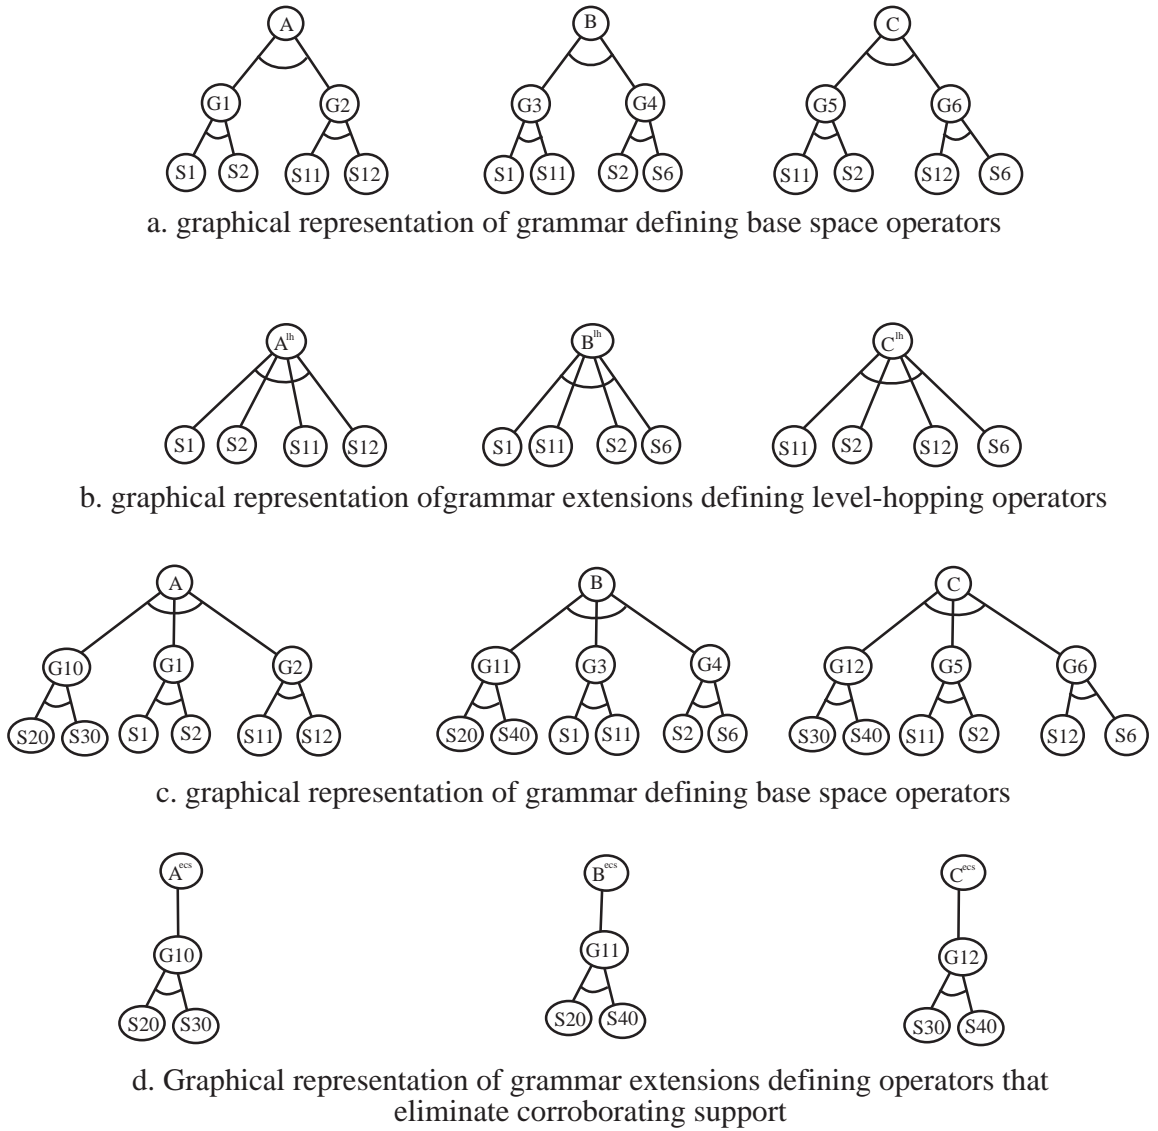 A B C
G1 G2 G3 G4 G5 G6
S1 S2 S11 S12 S1 S11 S2 S6 S11 S2 S12 S6
a. graphical representation of grammar defining base space operators
A^lh B^lh C^lh
S1 S2 S11 S12 S1 S11 S2 S6 S11 S2 S12 S6
b. graphical representation ofgrammar extensions defining level-hopping operators
A B C
G10 G1 G2 G11 G3 G4 G12 G5 G6
S20 S30 S1 S2 S11 S12 S20 S40 S1 S11 S2 S6 S30 S40 S11 S2 S12 S6
c. graphical representation of grammar defining base space operators
A^ecs B^ecs C^ecs
G10 G11 G12
S20 S30 S20 S40 S30 S40
d. Graphical representation of grammar extensions defining operators that
eliminate corroborating support